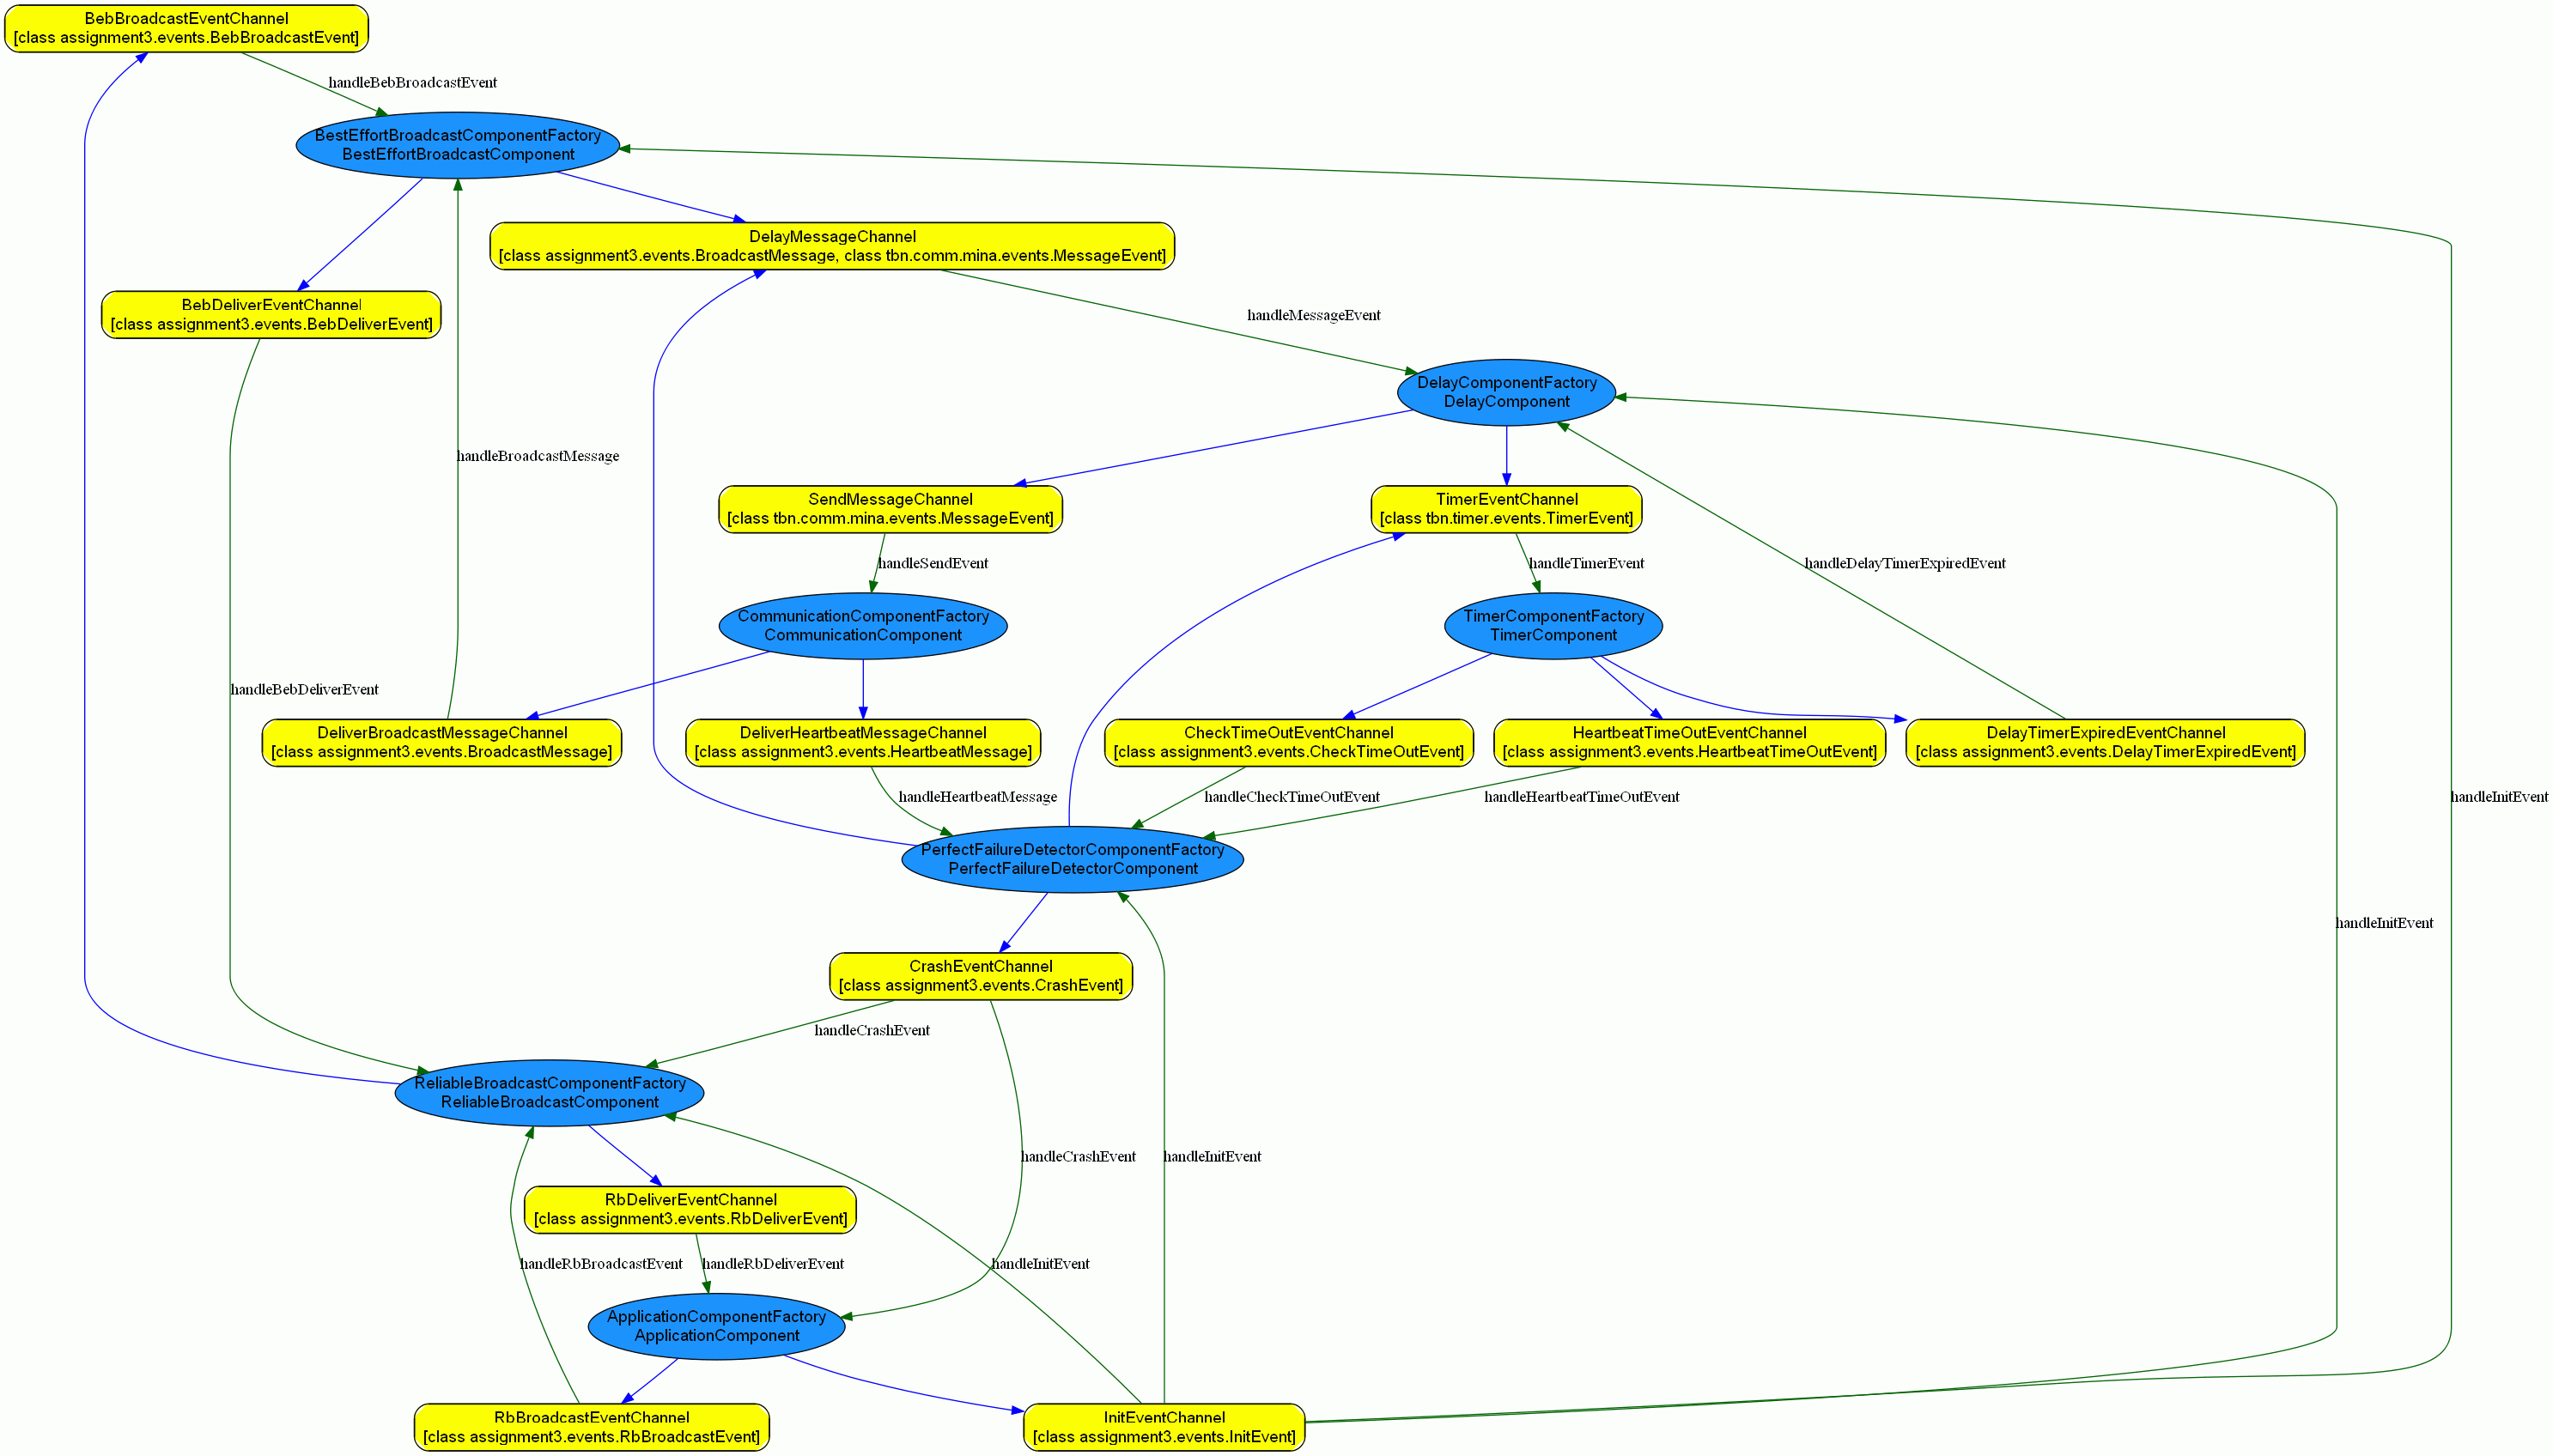 BebBroadcastEventChannel
[class assignment3.events.BebBroadcastEvent]
handleBebBroadcastEvent
BestEffortBroadcastComponentFactory
BestEffortBroadcastComponent
DelayMessageChannel
[class assignment3.events.BroadcastMessage, class tbn.comm.mina.events.MessageEvent]
BebDeliverEventChannel
[class assignment3.events.BebDeliverEvent]
handleMessageEvent
DelayComponentFactory
DelayComponent
handleBroadcastMessage
SendMessageChannel
[class tbn.comm.mina.events.MessageEvent]
TimerEventChannel
[class tbn.timer.events.TimerEvent]
handleSendEvent
handleTimerEvent
handleDelayTimerExpiredEvent
CommunicationComponentFactory
CommunicationComponent
TimerComponentFactory
TimerComponent
handleBebDeliverEvent
DeliverBroadcastMessageChannel
[class assignment3.events.BroadcastMessage]
DeliverHeartbeatMessageChannel
[class assignment3.events.HeartbeatMessage]
CheckTimeOutEventChannel
[class assignment3.events.CheckTimeOutEvent]
HeartbeatTimeOutEventChannel
[class assignment3.events.HeartbeatTimeOutEvent]
DelayTimerExpiredEventChannel
[class assignment3.events.DelayTimerExpiredEvent]
handleHeartbeatMessage
handleCheckTimeOutEvent
handleHeartbeatTimeOutEvent
handleInitEvent
PerfectFailureDetectorComponentFactory
PerfectFailureDetectorComponent
handleInitEvent
CrashEventChannel
[class assignment3.events.CrashEvent]
handleCrashEvent
ReliableBroadcastComponentFactory
ReliableBroadcastComponent
handleCrashEvent
handleInitEvent
RbDeliverEventChannel
[class assignment3.events.RbDeliverEvent]
handleRbBroadcastEvent
handleRbDeliverEvent
handleInitEvent
ApplicationComponentFactory
ApplicationComponent
RbBroadcastEventChannel
[class assignment3.events.RbBroadcastEvent]
InitEventChannel
[class assignment3.events.InitEvent]